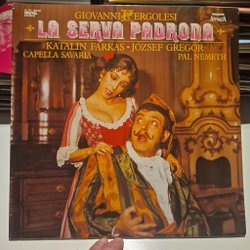 GIOVANNI PERGOLESI
LA SERVA PADRONA
KATALIN FARKAS • JÓZSEF GREGOR
CAPELLA SAVARIA
PÁL NÉMETH